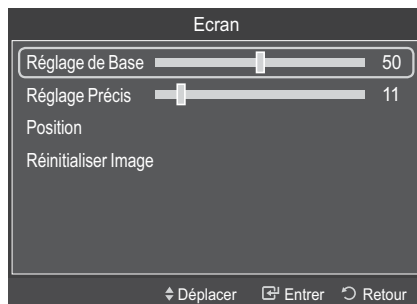 Ecran
Réglage de Base 50
Réglage Précis 11
Position
Réinitialiser Image
Déplacer Entrer Retour